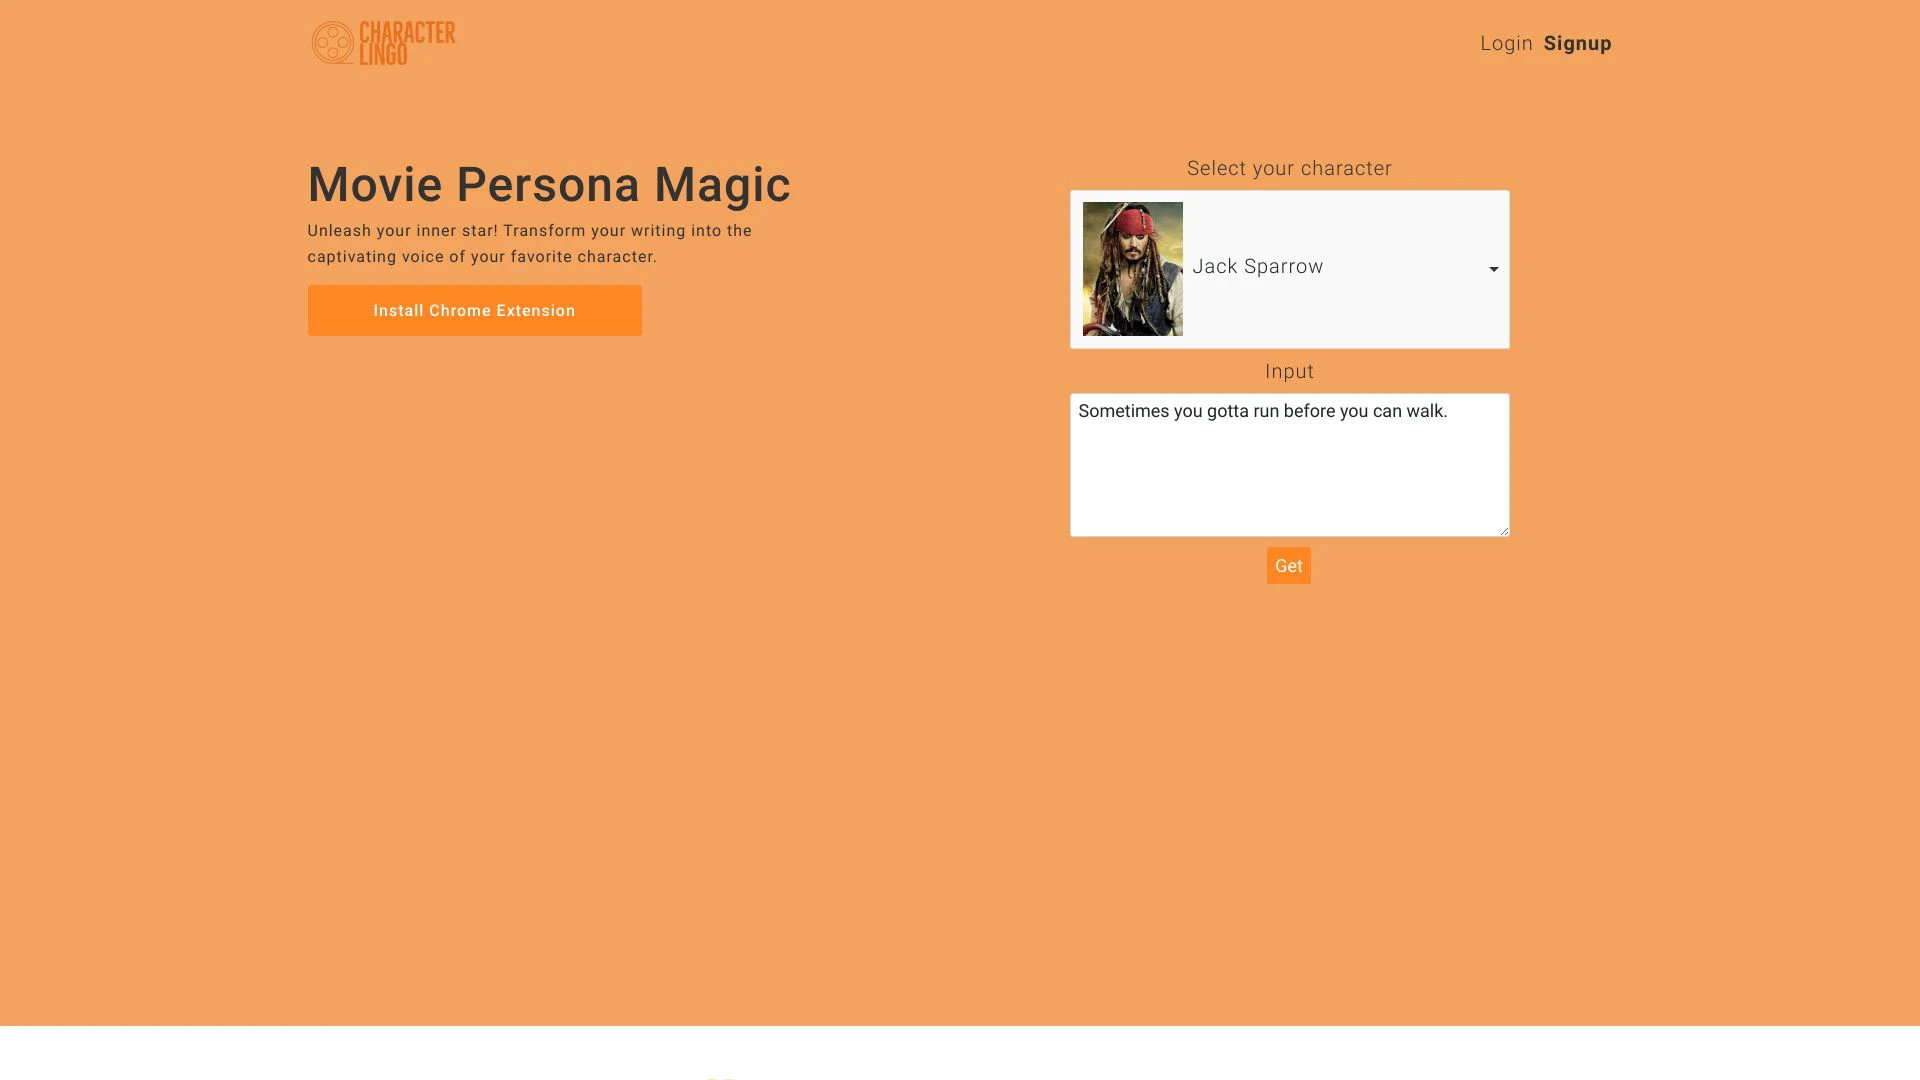 CHARACTER
LINGO
Login Signup
Movie Persona Magic
Unleash your inner star! Transform your writing into the
captivating voice of your favorite character.
Install Chrome Extension
Select your character
Jack Sparrow
Input
Sometimes you gotta run before you can walk.
Get